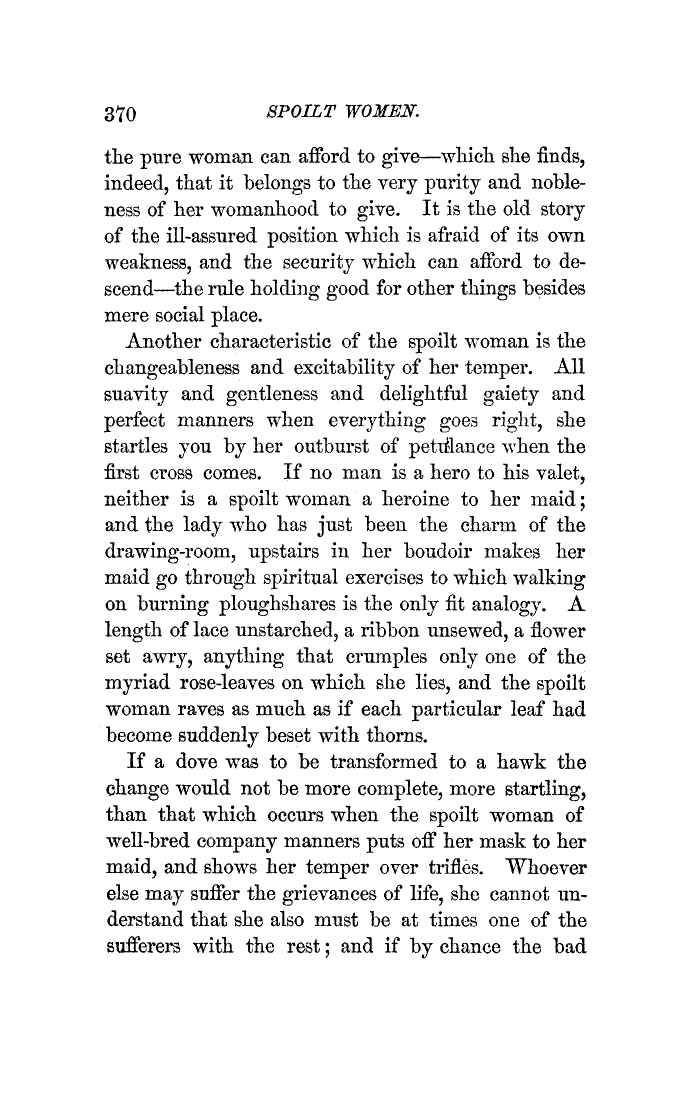 370 SPOILT WOMEN.
the pure woman can afford to give—which she finds,
indeed, that it belongs to the very purity and noble-
ness of her womanhood to give. It is the old story
of the ill-assured position which is afraid of its own
weakness, and the security which can afford to de-
scend—the rule holding good for other things besides
mere social place.
Another characteristic of the spoilt woman is the
changeableness and excitability of her temper. All
suavity and gentleness and delightful gaiety and
perfect manners when everything goes right, she
startles you by her outburst of petulance when the
first cross comes. If no man is a hero to his valet,
neither is a spoilt woman a heroine to her maid;
and the lady who has just been the charm of the
drawing-room, upstairs in her boudoir makes her
maid go through spiritual exercises to which walking
on burning ploughshares is the only fit analogy. A
length of lace unstarched, a ribbon unsewed, a flower
set awry, anything that crumples only one of the
myriad rose-leaves on which she lies, and the spoilt
woman raves as much as if each particular leaf had
become suddenly beset with thorns.
If a dove was to be transformed to a hawk the
change would not be more complete, more startling,
than that which occurs when the spoilt woman of
well-bred company manners puts off her mask to her
maid, and shows her temper over trifles. Whoever
else may suffer the grievances of life, she cannot un-
derstand that she also must be at times one of the
sufferers with the rest; and if by chance the bad